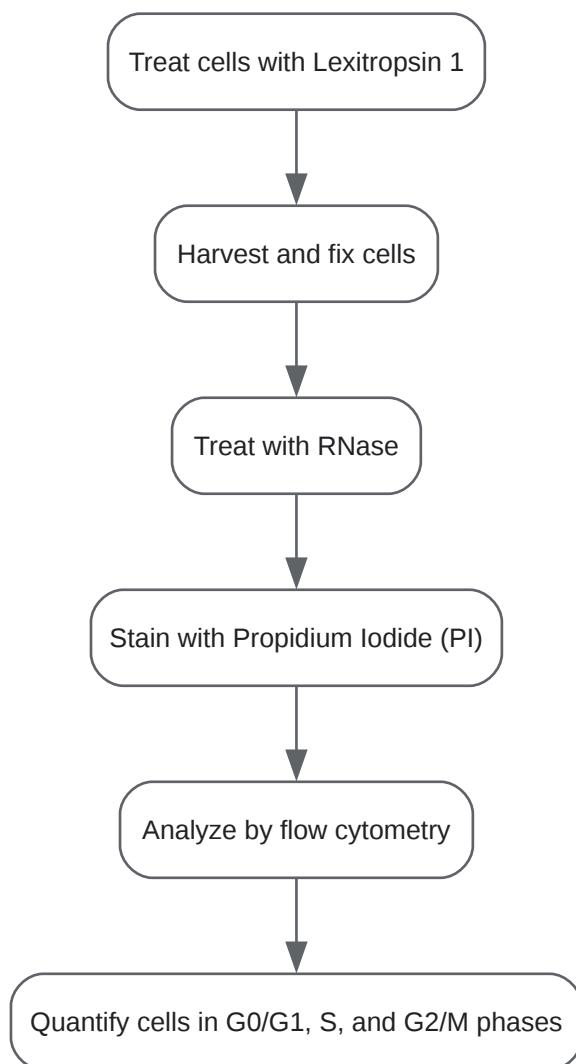 Treat cells with Lexitropsin 1
Harvest and fix cells
Treat with RNase
Stain with Propidium Iodide (PI)
Analyze by flow cytometry
Quantify cells in G0/G1, S, and G2/M phases